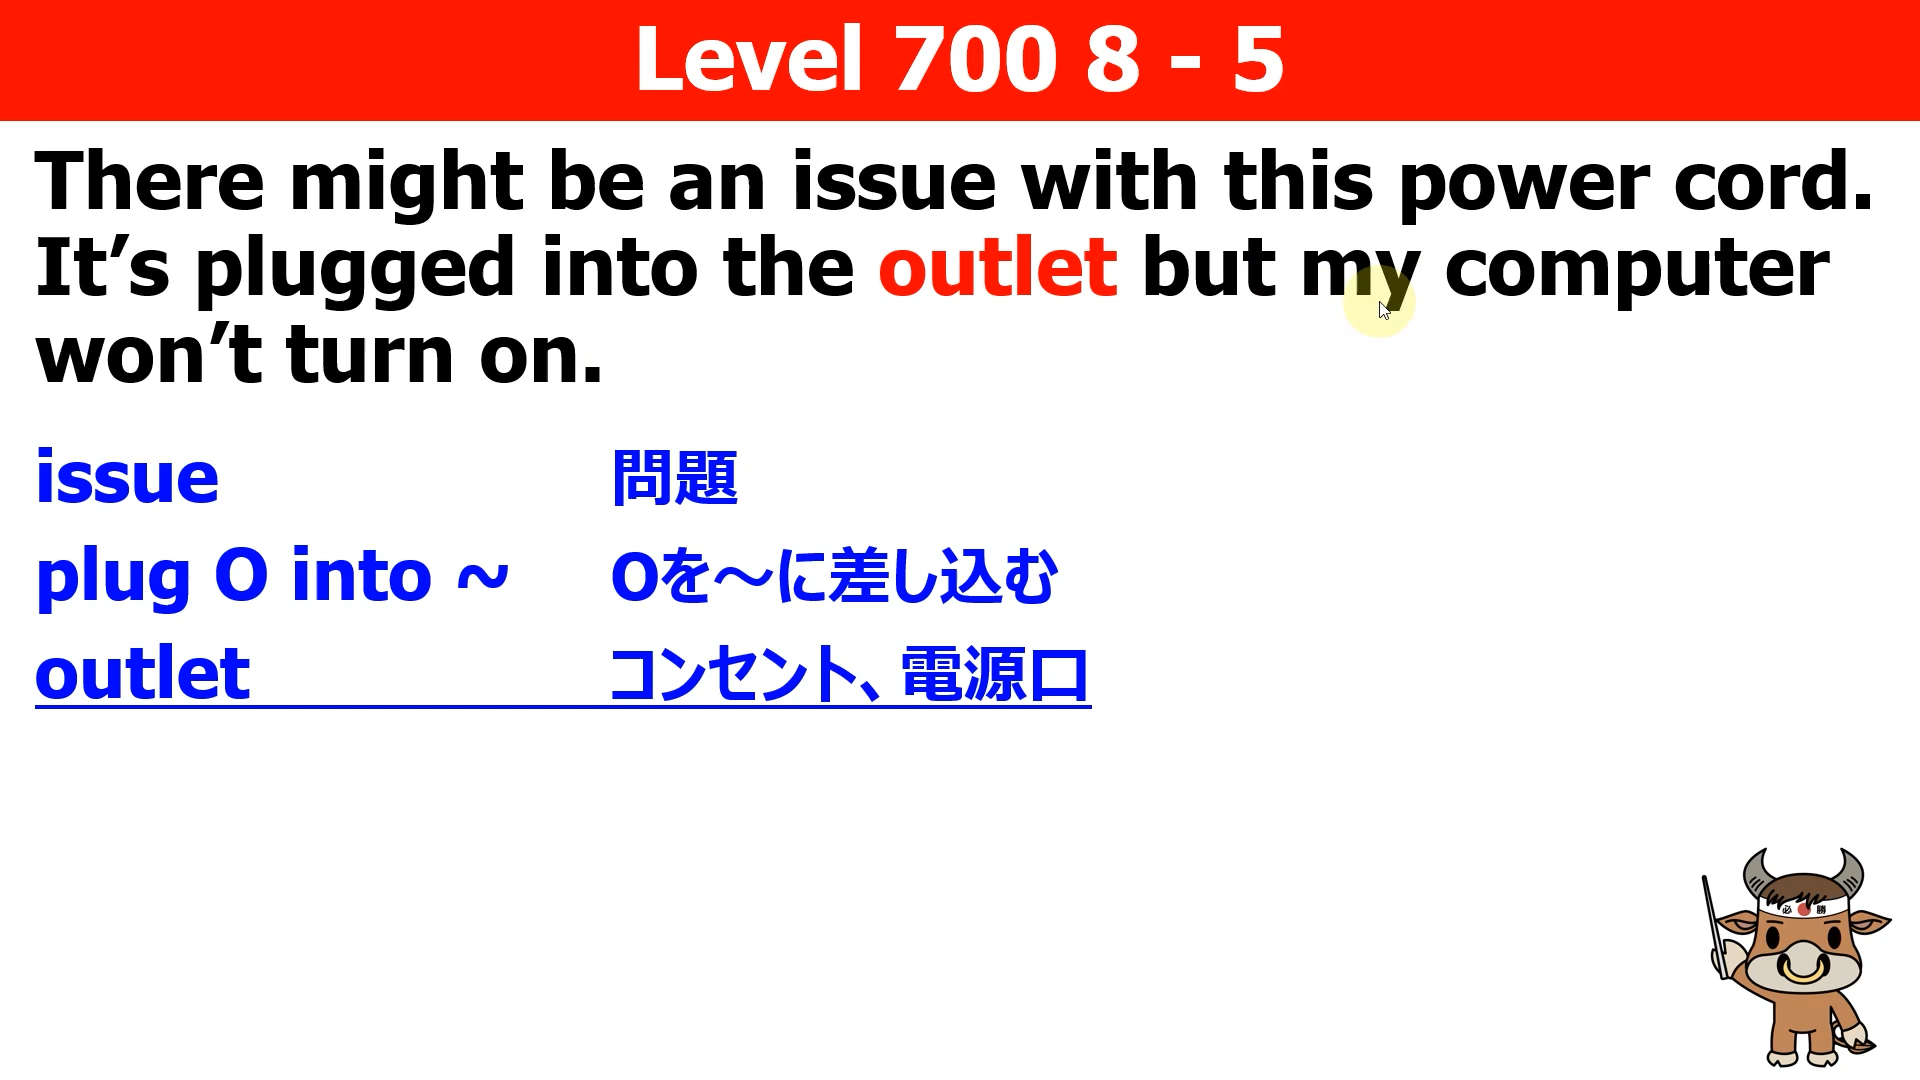 Level 700 8 - 5
There might be an issue with this power cord.
It’s plugged into the outlet but my computer
won’t turn on.
issue 問題
plug O into ~ Oを～に差し込む
outlet コンセント、電源口
必 勝